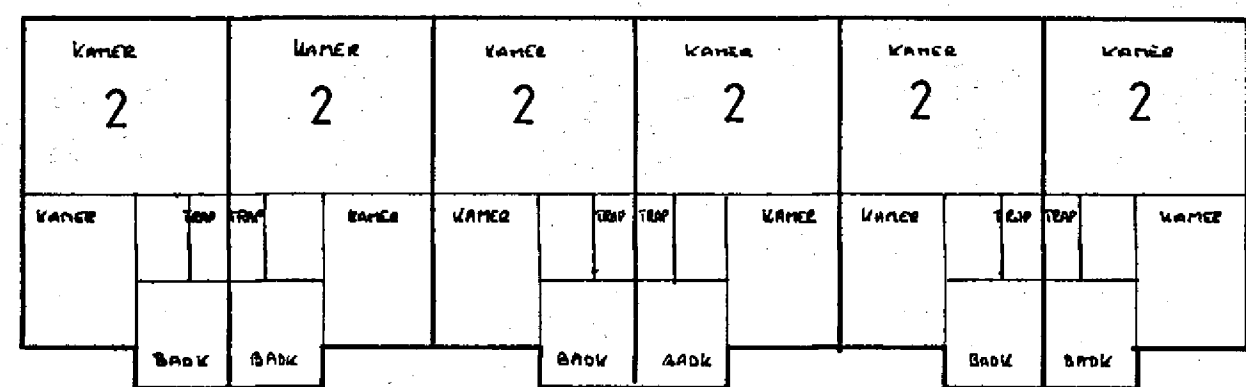 KAMER KAMER KAMER KAMER KAMER KAMER
2 2 2 2 2 2
KAMER TRAP TRAP KAMER KAMER TRAP TRAP KAMER KAMER TRAP TRAP KAMER
BADK BADK BADK BADK BADK BADK